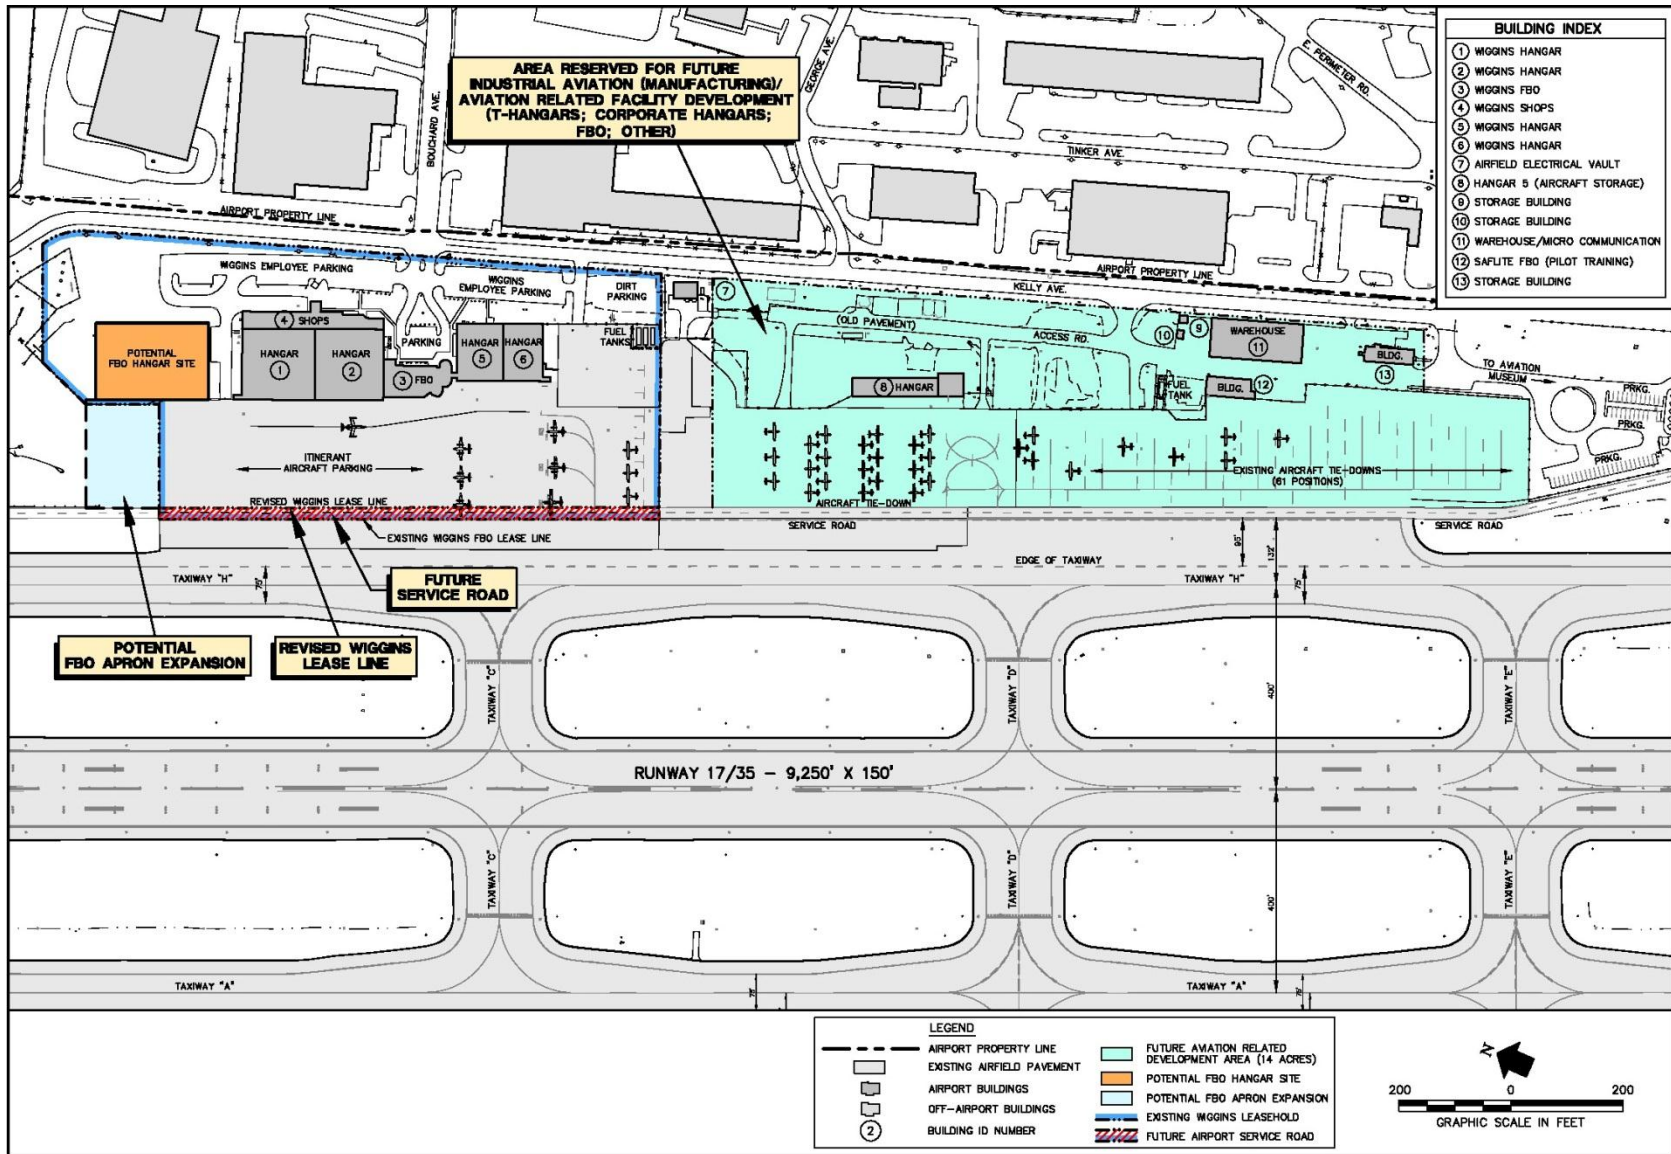 BUILDING INDEX
1 WIGGINS HANGAR
2 WIGGINS HANGAR
3 WIGGINS FBO
4 WIGGINS SHOPS
5 WIGGINS HANGAR
6 WIGGINS HANGAR
7 AIRFIELD ELECTRICAL VAULT
8 HANGAR 5 (AIRCRAFT STORAGE)
9 STORAGE BUILDING
10 STORAGE BUILDING
11 WAREHOUSE/MICRO COMMUNICATION
12 SAFLITE FBO (PILOT TRAINING)
13 STORAGE BUILDING
AREA RESERVED FOR FUTURE
INDUSTRIAL AVIATION (MANUFACTURING)/
AVIATION RELATED FACILITY DEVELOPMENT
(T-HANGARS; CORPORATE HANGARS;
FBO; OTHER)
BOUCHARD AVE.
GEORGE AVE.
E. PERIMETER RD.
TINKER AVE.
AIRPORT PROPERTY LINE
AIRPORT PROPERTY LINE
KELLY AVE.
WIGGINS EMPLOYEE PARKING
WIGGINS
EMPLOYEE PARKING
DIRT
PARKING
7
4 SHOPS
PARKING
FUEL
TANKS
(OLD PAVEMENT)
ACCESS RD.
10
9
WAREHOUSE
11
BLDG.
13
TO AVIATION
MUSEUM
PRKG.
PRKG.
PRKG.
POTENTIAL
FBO HANGAR SITE
HANGAR
1
HANGAR
2
3 FBO
HANGAR
5
HANGAR
6
8 HANGAR
FUEL
TANK
BLDG.
12
ITINERANT
AIRCRAFT PARKING
EXISTING AIRCRAFT TIE-DOWNS
(61 POSITIONS)
REVISED WIGGINS LEASE LINE
AIRCRAFT TIE-DOWN
SERVICE ROAD
SERVICE ROAD
EXISTING WIGGINS FBO LEASE LINE
95'
132'
EDGE OF TAXIWAY
TAXIWAY "H"
75'
FUTURE
SERVICE ROAD
TAXIWAY "H"
75'
POTENTIAL
FBO APRON EXPANSION
REVISED WIGGINS
LEASE LINE
TAXIWAY "C"
TAXIWAY "D"
400'
TAXIWAY "E"
RUNWAY 17/35 - 9,250' X 150'
TAXIWAY "C"
TAXIWAY "D"
400'
TAXIWAY "E"
TAXIWAY "A"
75'
TAXIWAY "A"
75'
LEGEND
AIRPORT PROPERTY LINE
EXISTING AIRFIELD PAVEMENT
AIRPORT BUILDINGS
OFF-AIRPORT BUILDINGS
2 BUILDING ID NUMBER
FUTURE AVIATION RELATED
DEVELOPMENT AREA (14 ACRES)
POTENTIAL FBO HANGAR SITE
POTENTIAL FBO APRON EXPANSION
EXISTING WIGGINS LEASEHOLD
FUTURE AIRPORT SERVICE ROAD
N
200 0 200
GRAPHIC SCALE IN FEET